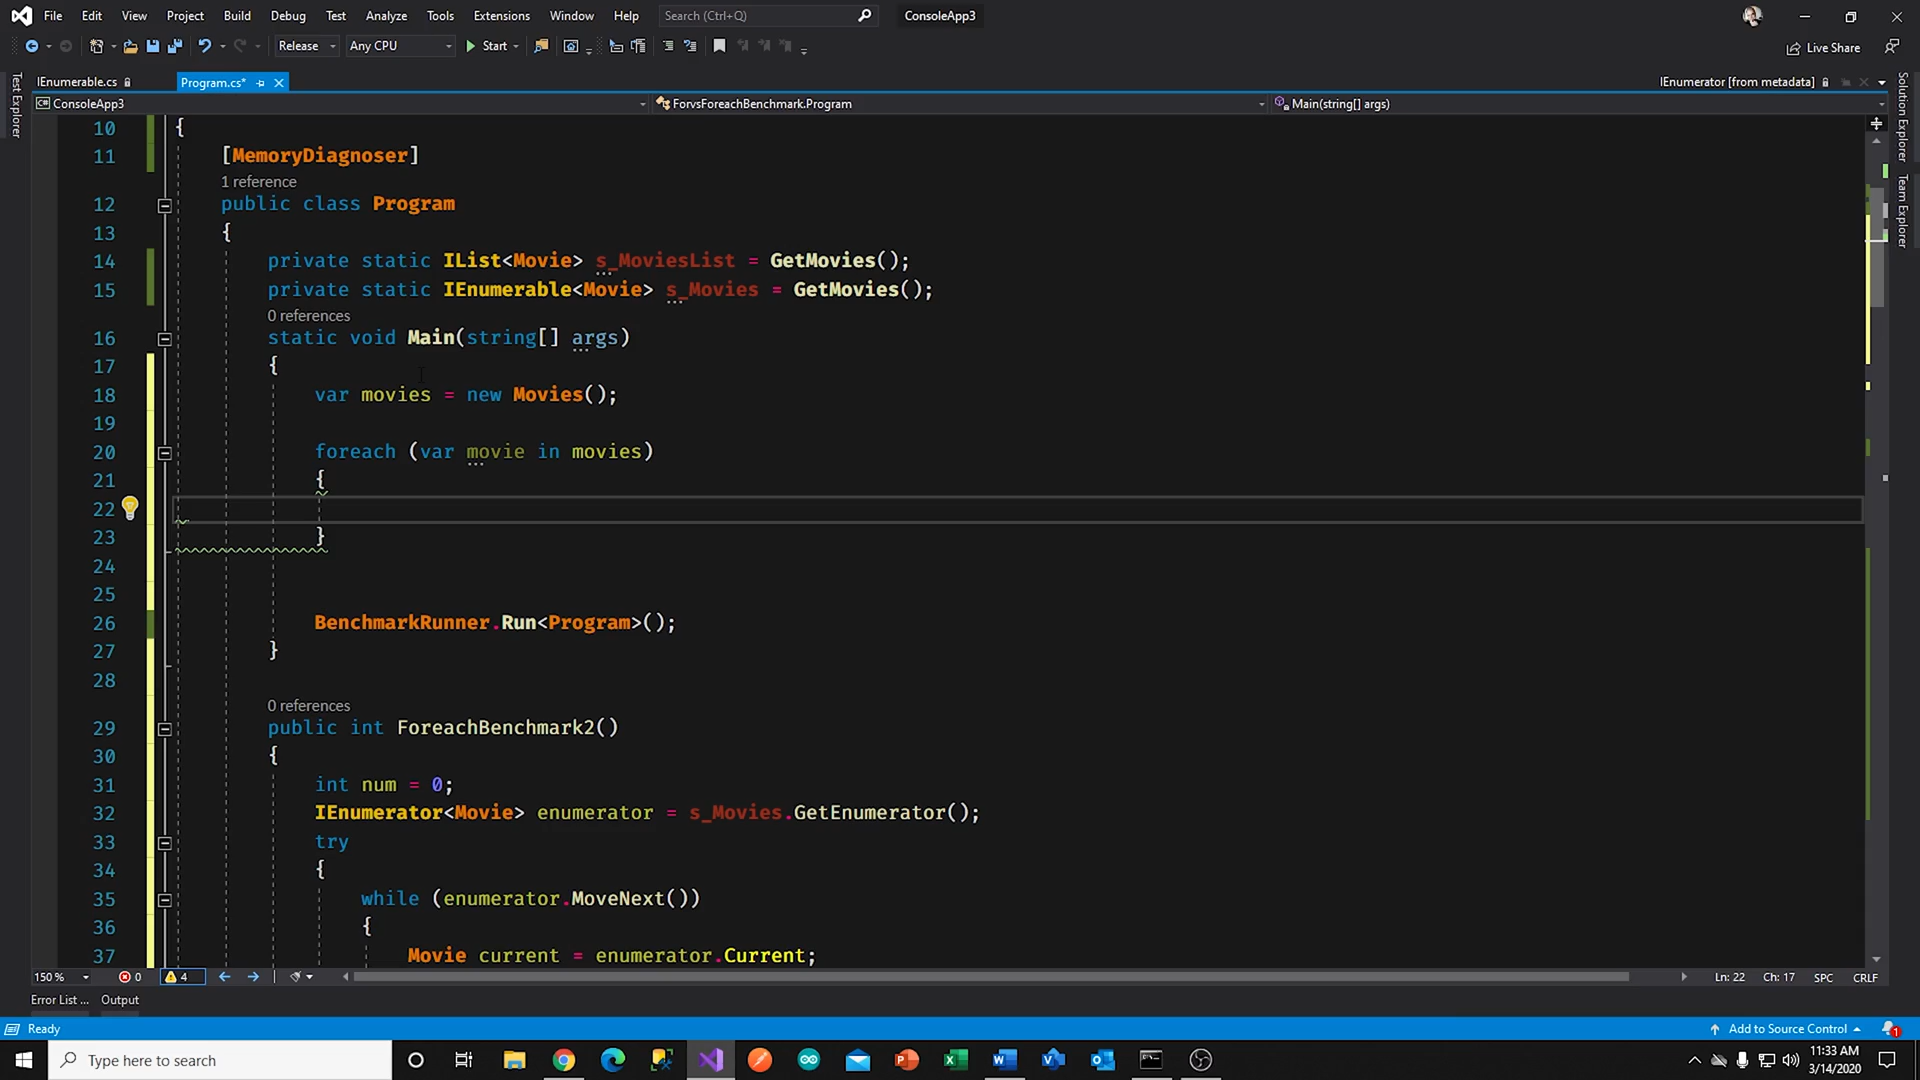 File Edit View Project Build Debug Test Analyze Tools Extensions Window Help Search (Ctrl+Q) ConsoleApp3
Release Any CPU Start Live Share
IEnumerable.cs Program.cs* IEnumerator [from metadata]
ConsoleApp3 ForvsForeachBenchmark.Program Main(string[] args)
Test Explorer
Solution Explorer
Team Explorer
10 {
11 [MemoryDiagnoser]
1 reference
12 public class Program
13 {
14 private static IList<Movie> s_MoviesList = GetMovies();
15 private static IEnumerable<Movie> s_Movies = GetMovies();
0 references
16 static void Main(string[] args)
17 {
18 var movies = new Movies();
19
20 foreach (var movie in movies)
21 {
22
23 }
24
25
26 BenchmarkRunner.Run<Program>();
27 }
28
0 references
29 public int ForeachBenchmark2()
30 {
31 int num = 0;
32 IEnumerator<Movie> enumerator = s_Movies.GetEnumerator();
33 try
34 {
35 while (enumerator.MoveNext())
36 {
37 Movie current = enumerator.Current;
150 % 0 4 Ln: 22 Ch: 17 SPC CRLF
Error List ... Output
Ready Add to Source Control 1
Type here to search 11:33 AM
3/14/2020